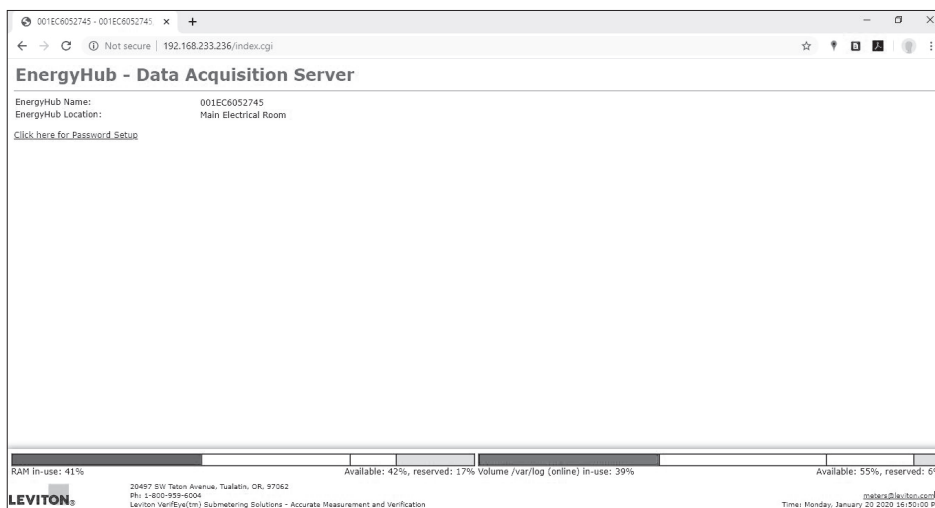 001EC6052745 - 001EC6052745
Not secure | 192.168.233.236/index.cgi
EnergyHub - Data Acquisition Server
EnergyHub Name: 001EC6052745
EnergyHub Location: Main Electrical Room
Click here for Password Setup
RAM in-use: 41% Available: 42%, reserved: 17% Volume /var/log (online) in-use: 39% Available: 55%, reserved: 6%
LEVITON®
20497 SW Teton Avenue, Tualatin, OR, 97062
Ph: 1-800-959-6004
Leviton VerifEye(tm) Submetering Solutions - Accurate Measurement and Verification
meters@leviton.com
Time: Monday, January 20 2020 16:50:00 P